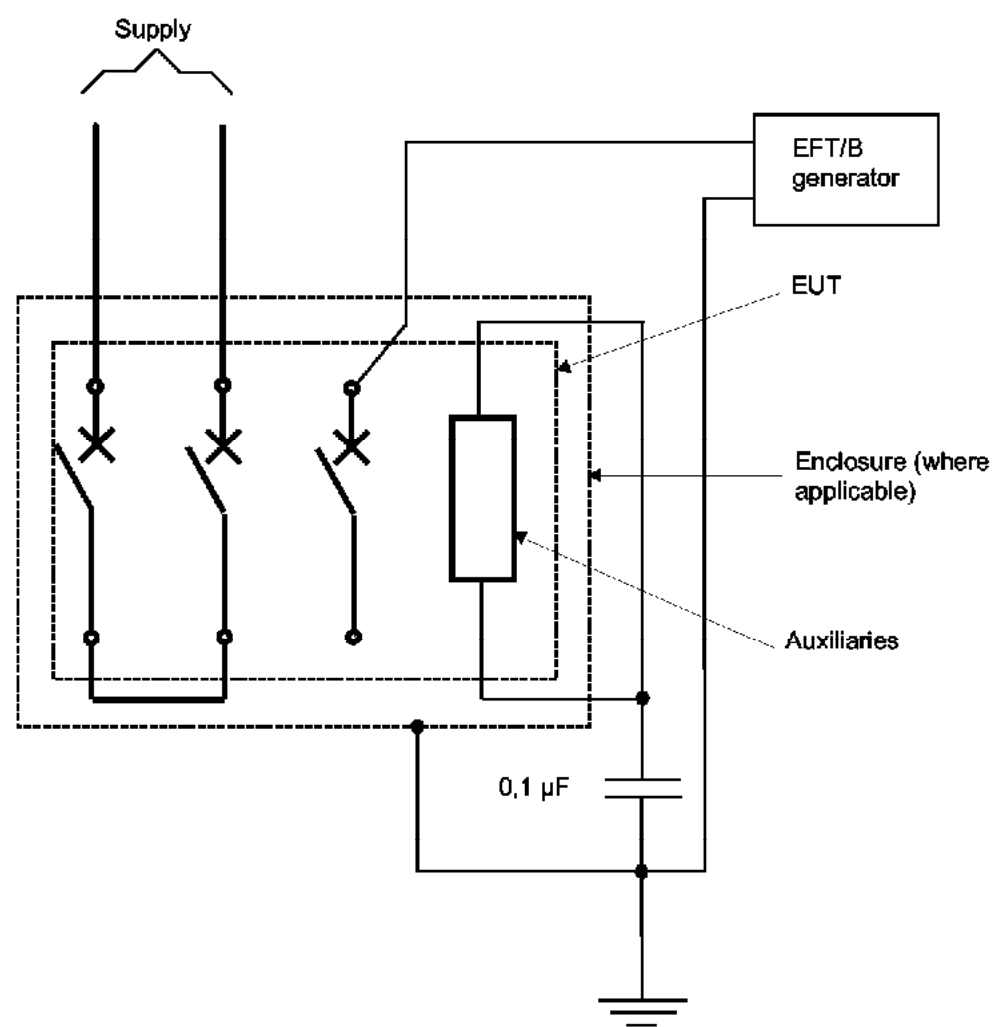 Supply
EFT/B
generator
EUT
Enclosure (where
applicable)
Auxiliaries
0,1 µF